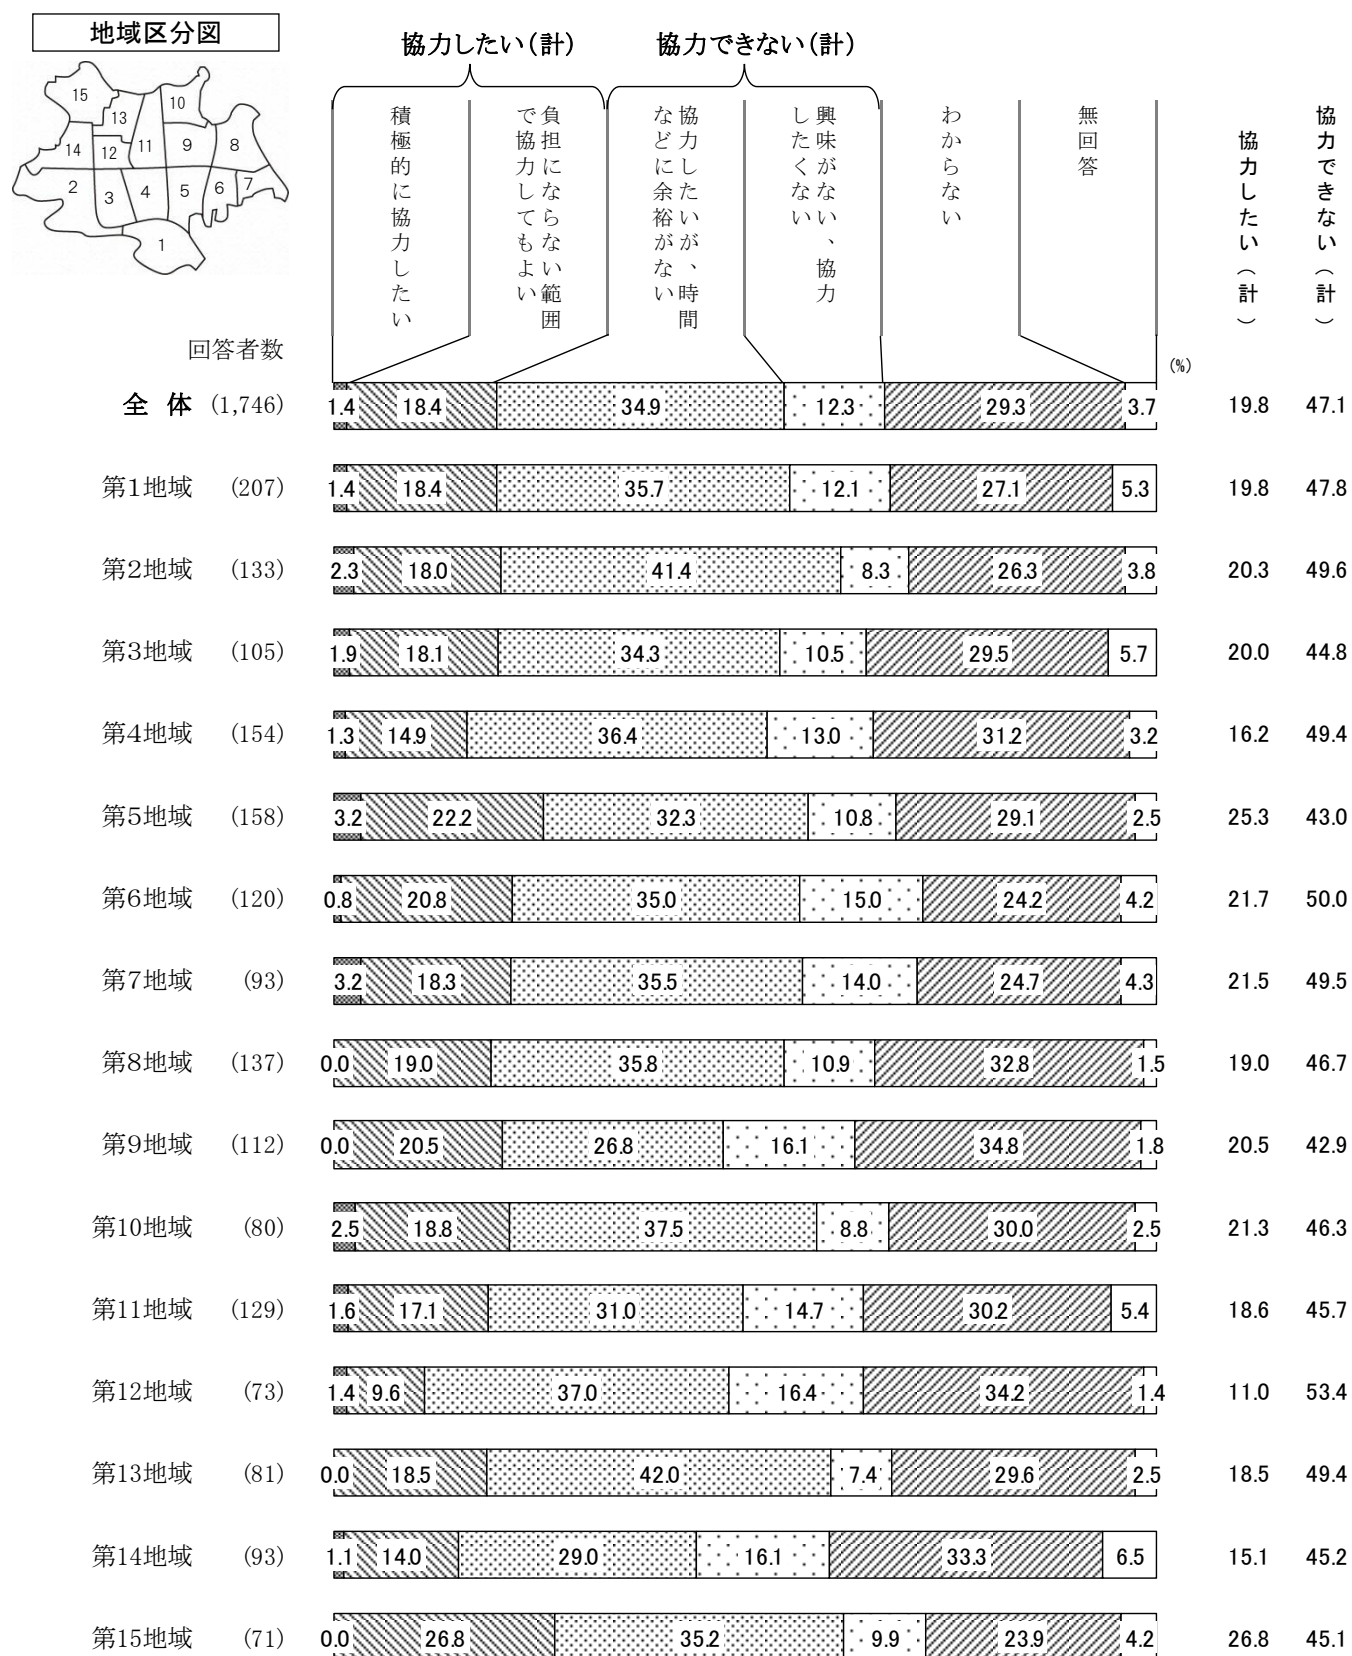 地域区分図
15
10
13
14
12
11
9
8
2
3
4
5
6
7
1
協力したい(計)
協力できない(計)
積極的に協力したい
負担にならない範囲
で協力してもよい
協力したいが、時間
などに余裕がない
興味がない、協力
したくない
わからない
無回答
協力したい(計)
協力できない(計)
回答者数
(%)
全 体 (1,746) 1.4 18.4 34.9 12.3 29.3 3.7 19.8 47.1
第1地域 (207) 1.4 18.4 35.7 12.1 27.1 5.3 19.8 47.8
第2地域 (133) 2.3 18.0 41.4 8.3 26.3 3.8 20.3 49.6
第3地域 (105) 1.9 18.1 34.3 10.5 29.5 5.7 20.0 44.8
第4地域 (154) 1.3 14.9 36.4 13.0 31.2 3.2 16.2 49.4
第5地域 (158) 3.2 22.2 32.3 10.8 29.1 2.5 25.3 43.0
第6地域 (120) 0.8 20.8 35.0 15.0 24.2 4.2 21.7 50.0
第7地域 (93) 3.2 18.3 35.5 14.0 24.7 4.3 21.5 49.5
第8地域 (137) 0.0 19.0 35.8 10.9 32.8 1.5 19.0 46.7
第9地域 (112) 0.0 20.5 26.8 16.1 34.8 1.8 20.5 42.9
第10地域 (80) 2.5 18.8 37.5 8.8 30.0 2.5 21.3 46.3
第11地域 (129) 1.6 17.1 31.0 14.7 30.2 5.4 18.6 45.7
第12地域 (73) 1.4 9.6 37.0 16.4 34.2 1.4 11.0 53.4
第13地域 (81) 0.0 18.5 42.0 7.4 29.6 2.5 18.5 49.4
第14地域 (93) 1.1 14.0 29.0 16.1 33.3 6.5 15.1 45.2
第15地域 (71) 0.0 26.8 35.2 9.9 23.9 4.2 26.8 45.1